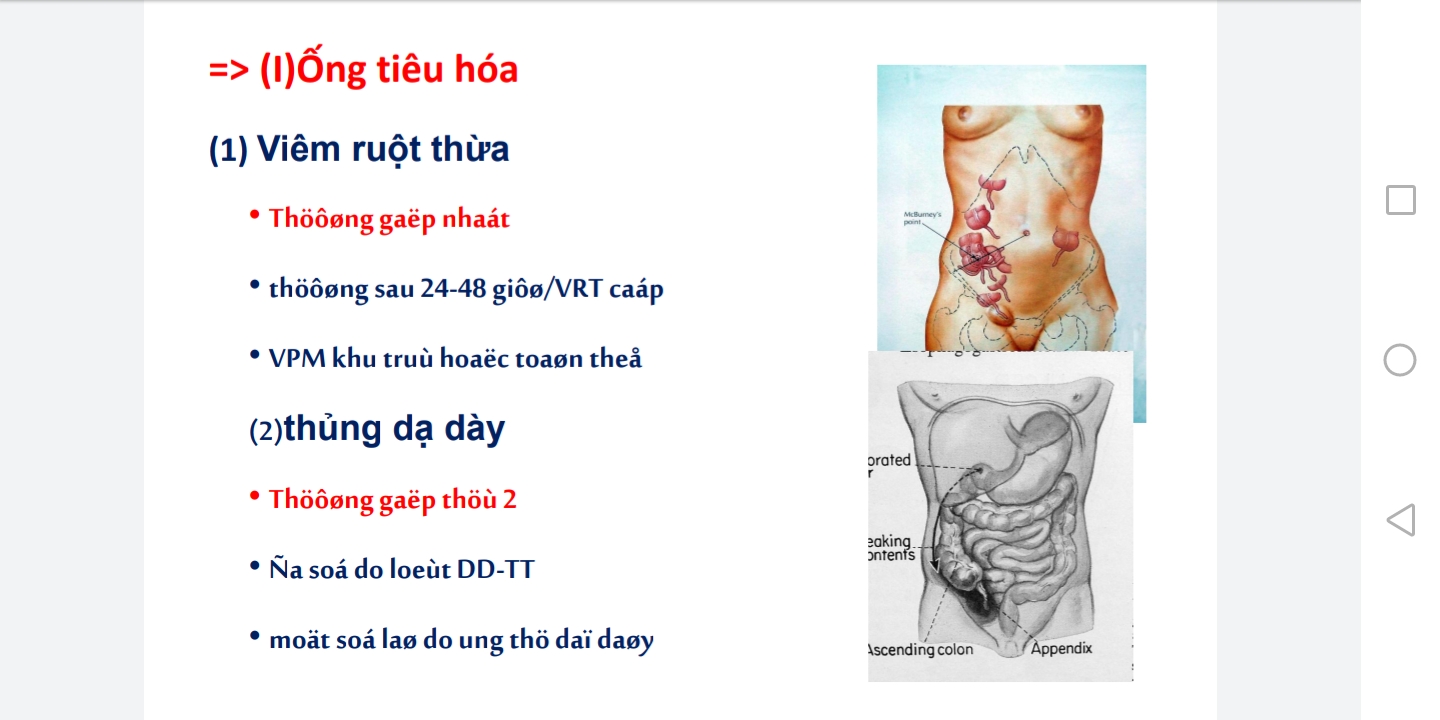 => (I)Ống tiêu hóa
(1) Viêm ruột thừa
• Thöôøng gaëp nhaát
• thöôøng sau 24-48 giôø/VRT caáp
• VPM khu truù hoaëc toaøn theå
(2)thủng dạ dày
• Thöôøng gaëp thöù 2
• Ña soá do loeùt DD-TT
• moät soá laø do ung thö daï daøy
McBurney's
point
orated
r
eaking
ontents
Ascending colon
Appendix